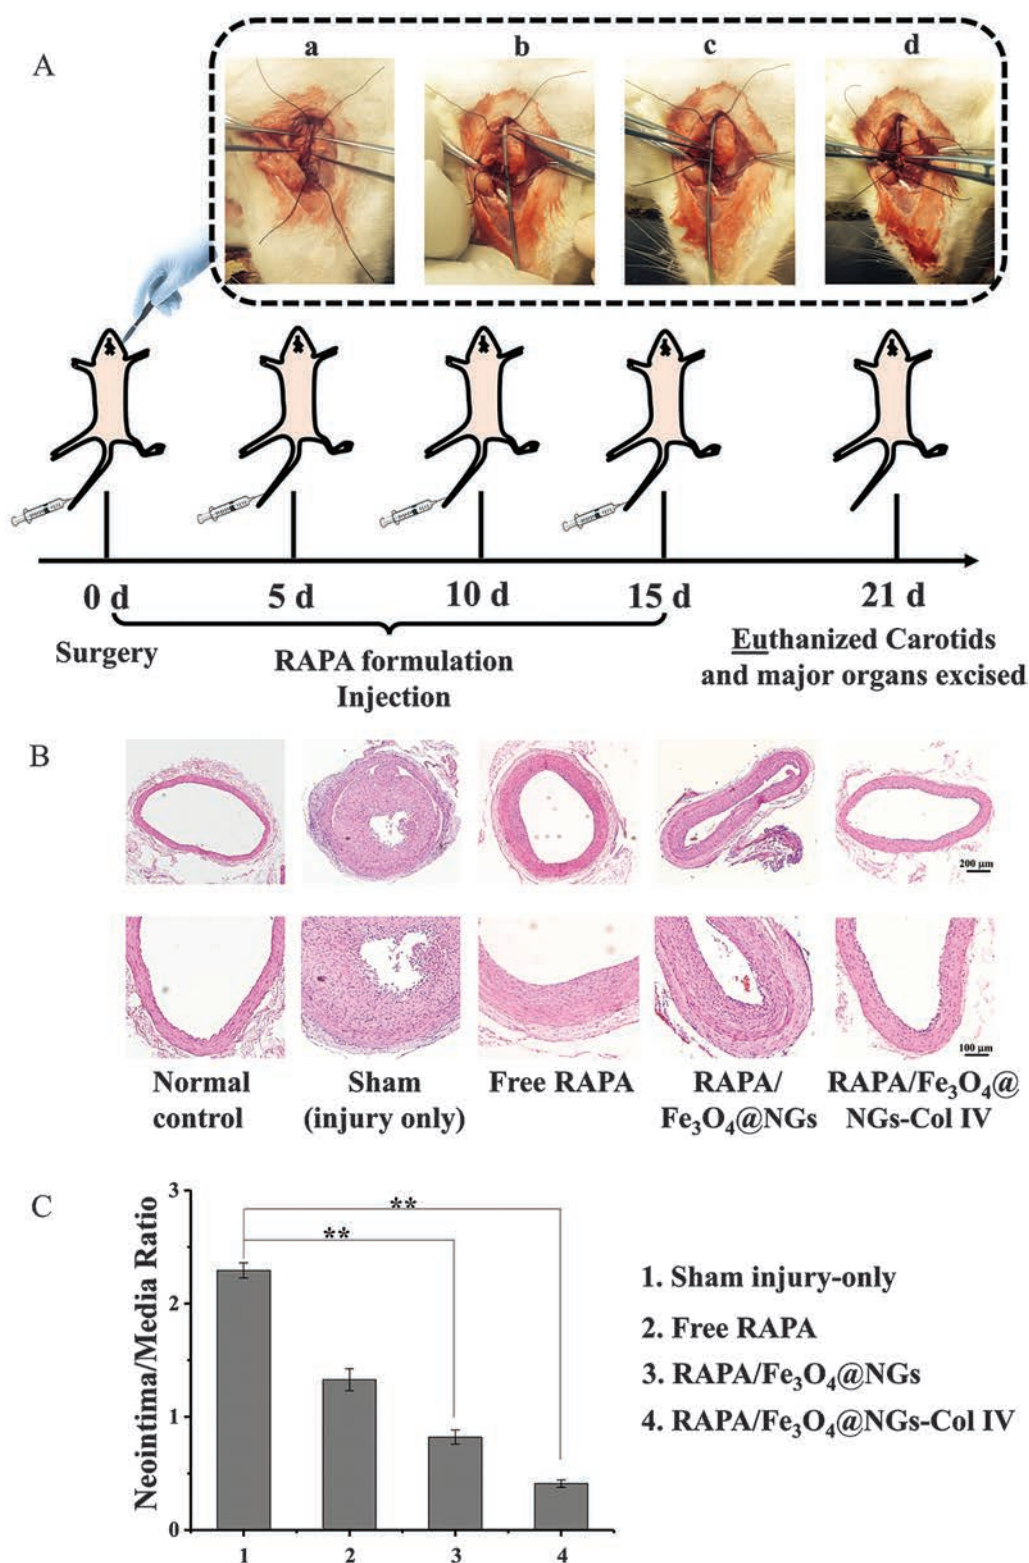 A
a b c d
0 d 5 d 10 d 15 d 21 d
Surgery
RAPA formulation
Injection
Euthanized Carotids
and major organs excised
B
200 μm
100 μm
Normal
control
Sham
(injury only)
Free RAPA
RAPA/
Fe₃O₄@NGs
RAPA/Fe₃O₄@
NGs-Col IV
C
Neointima/Media Ratio
3
2
1
0
**
**
1 2 3 4
1. Sham injury-only
2. Free RAPA
3. RAPA/Fe₃O₄@NGs
4. RAPA/Fe₃O₄@NGs-Col IV